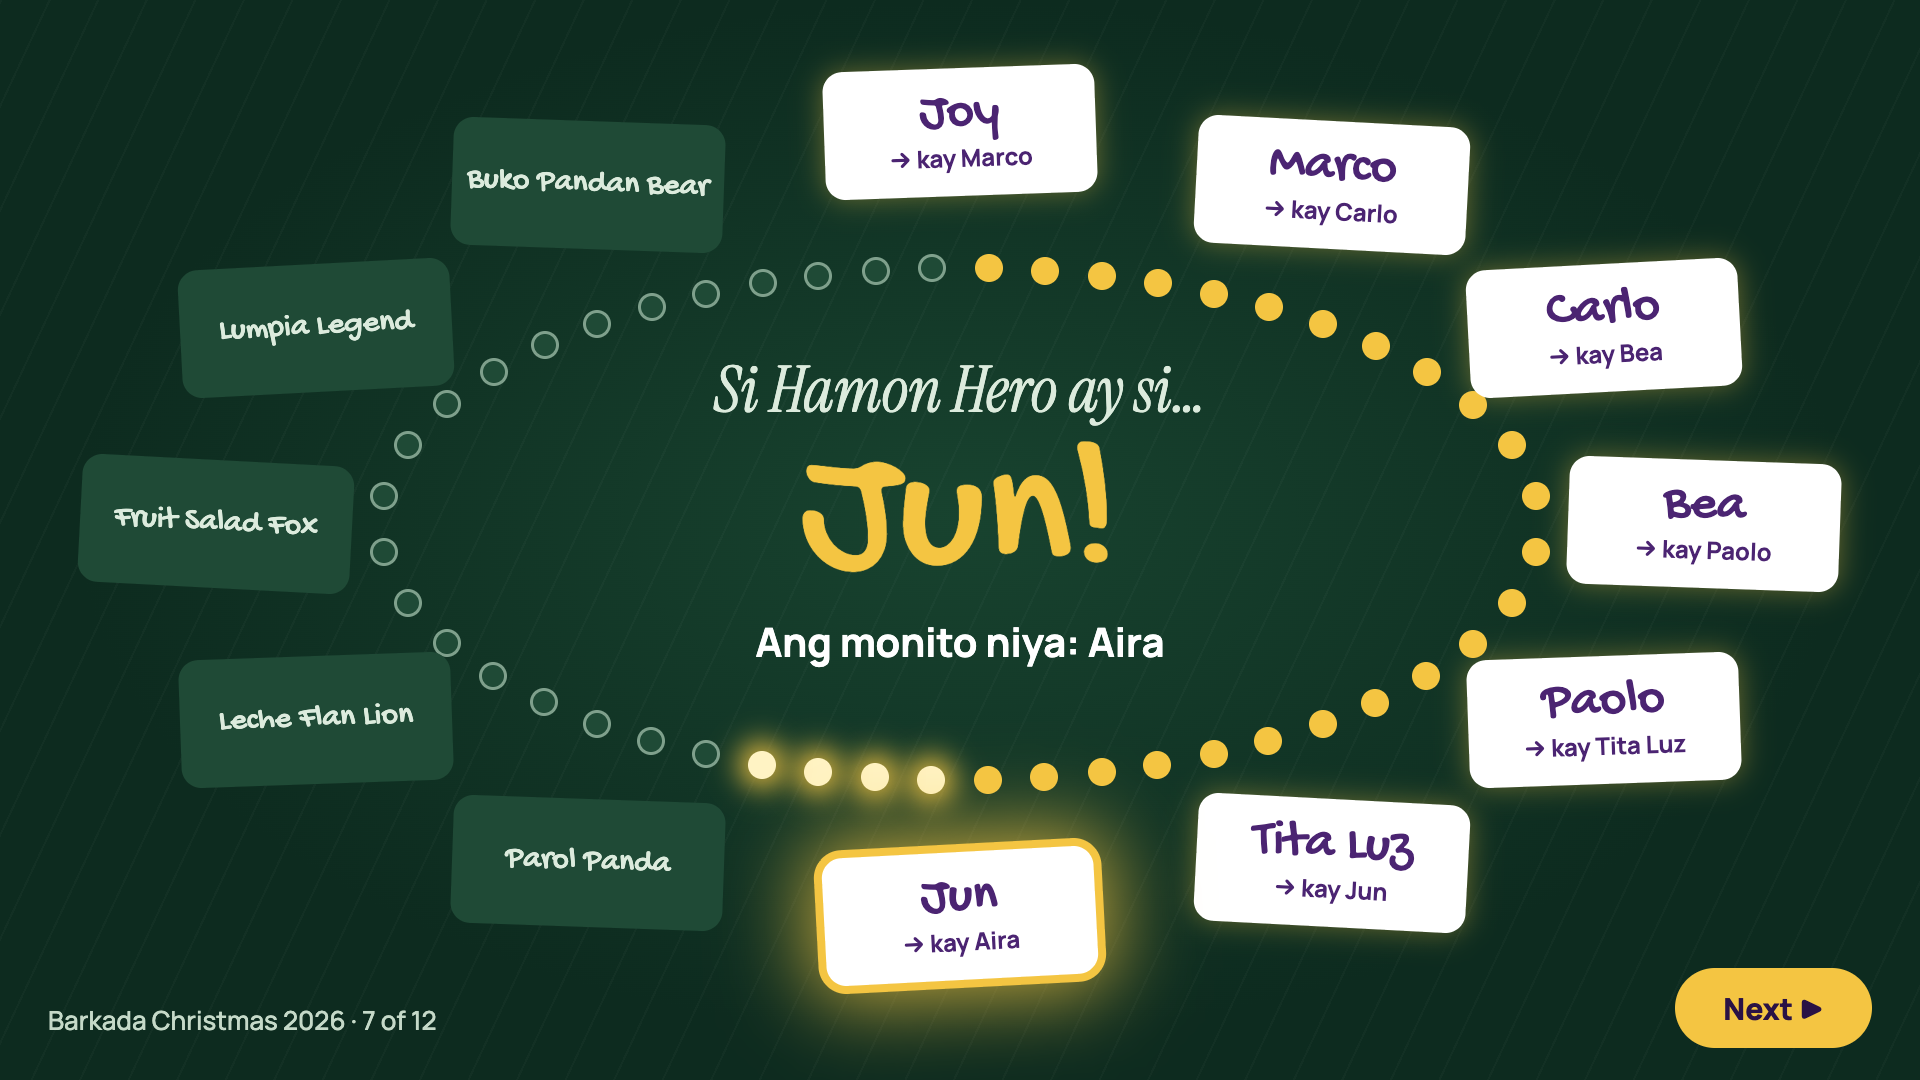 Joy
→ kay Marco
Marco
→ kay Carlo
Carlo
→ kay Bea
Bea
→ kay Paolo
Paolo
→ kay Tita Luz
Tita Luz
→ kay Jun
Jun
→ kay Aira
Parol Panda
Leche Flan Lion
Fruit Salad Fox
Lumpia Legend
Buko Pandan Bear
Si Hamon Hero ay si...
Jun!
Ang monito niya: Aira
Barkada Christmas 2026 · 7 of 12
Next ▶